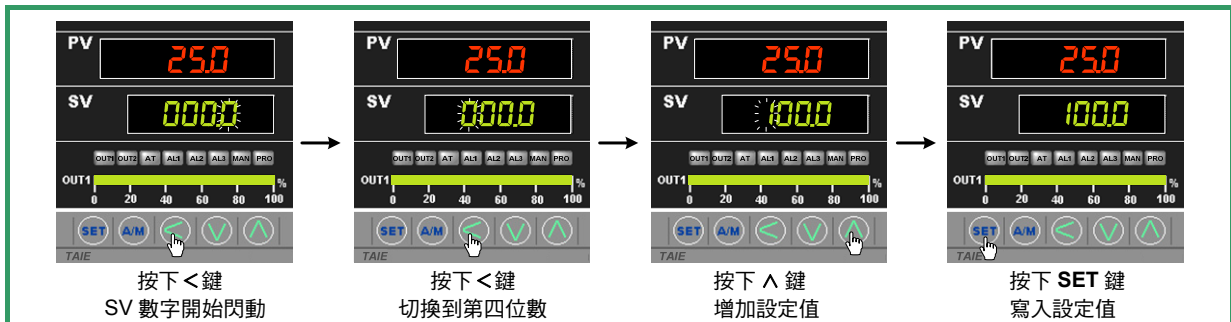 PV 25.0
SV 000.0
OUT1 OUT2 AT AL1 AL2 AL3 MAN PRO
OUT1 %
0 20 40 60 80 100
SET A/M < ∨ ∧
TAIE
按下 < 鍵
SV 數字開始閃動
PV 25.0
SV 000.0
OUT1 OUT2 AT AL1 AL2 AL3 MAN PRO
OUT1 %
0 20 40 60 80 100
SET A/M < ∨ ∧
TAIE
按下 < 鍵
切換到第四位數
PV 25.0
SV 100.0
OUT1 OUT2 AT AL1 AL2 AL3 MAN PRO
OUT1 %
0 20 40 60 80 100
SET A/M < ∨ ∧
TAIE
按下 ∧ 鍵
增加設定值
PV 25.0
SV 100.0
OUT1 OUT2 AT AL1 AL2 AL3 MAN PRO
OUT1 %
0 20 40 60 80 100
SET A/M < ∨ ∧
TAIE
按下 SET 鍵
寫入設定值